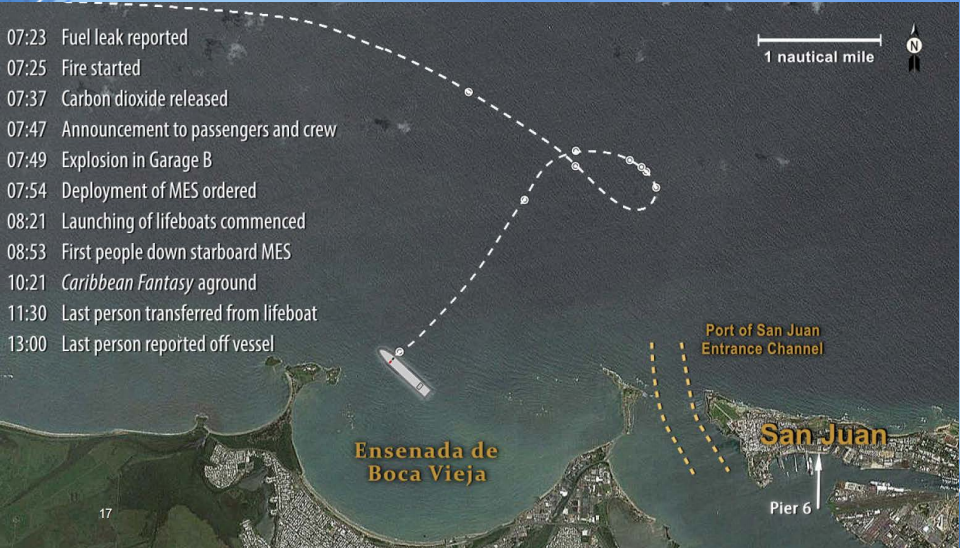 07:23 Fuel leak reported
07:25 Fire started
07:37 Carbon dioxide released
07:47 Announcement to passengers and crew
07:49 Explosion in Garage B
07:54 Deployment of MES ordered
08:21 Launching of lifeboats commenced
08:53 First people down starboard MES
10:21 Caribbean Fantasy aground
11:30 Last person transferred from lifeboat
13:00 Last person reported off vessel
1 nautical mile
N
Port of San Juan
Entrance Channel
San Juan
Ensenada de
Boca Vieja
Pier 6
17